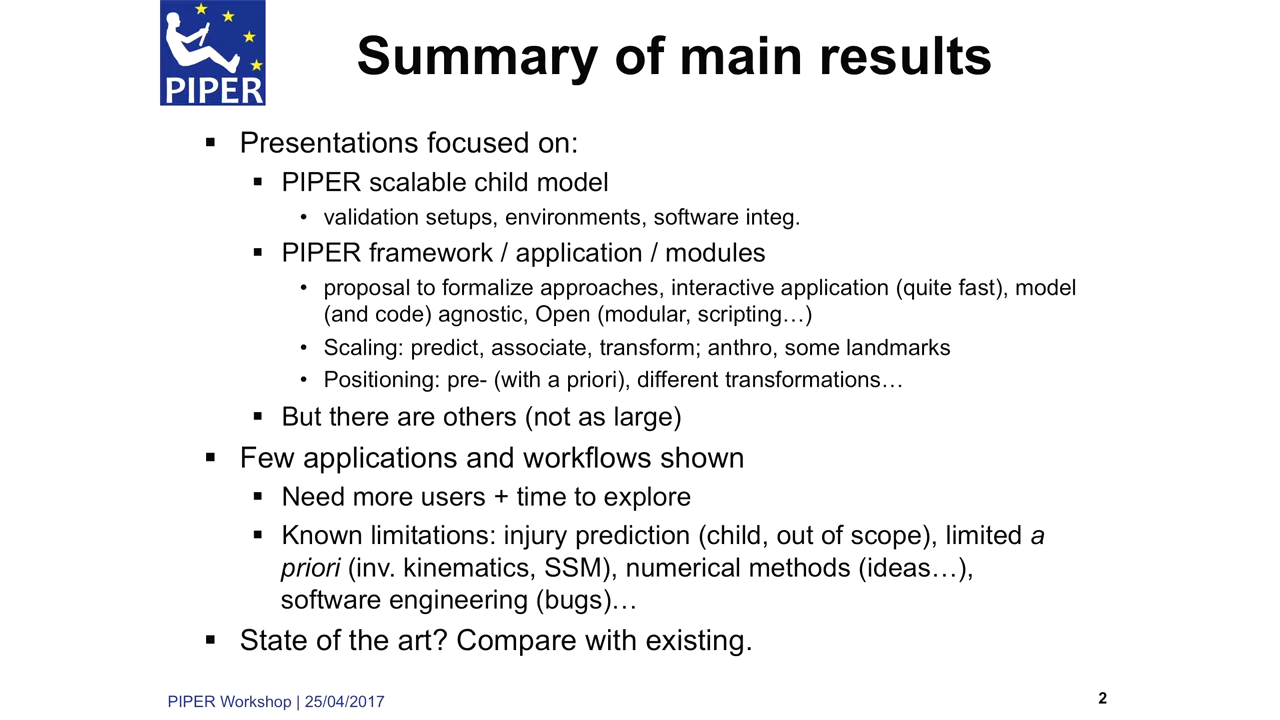 PIPER
Summary of main results
▪ Presentations focused on:
▪ PIPER scalable child model
• validation setups, environments, software integ.
▪ PIPER framework / application / modules
• proposal to formalize approaches, interactive application (quite fast), model
(and code) agnostic, Open (modular, scripting…)
• Scaling: predict, associate, transform; anthro, some landmarks
• Positioning: pre- (with a priori), different transformations…
▪ But there are others (not as large)
▪ Few applications and workflows shown
▪ Need more users + time to explore
▪ Known limitations: injury prediction (child, out of scope), limited a
priori (inv. kinematics, SSM), numerical methods (ideas…),
software engineering (bugs)…
▪ State of the art? Compare with existing.
PIPER Workshop | 25/04/2017
2